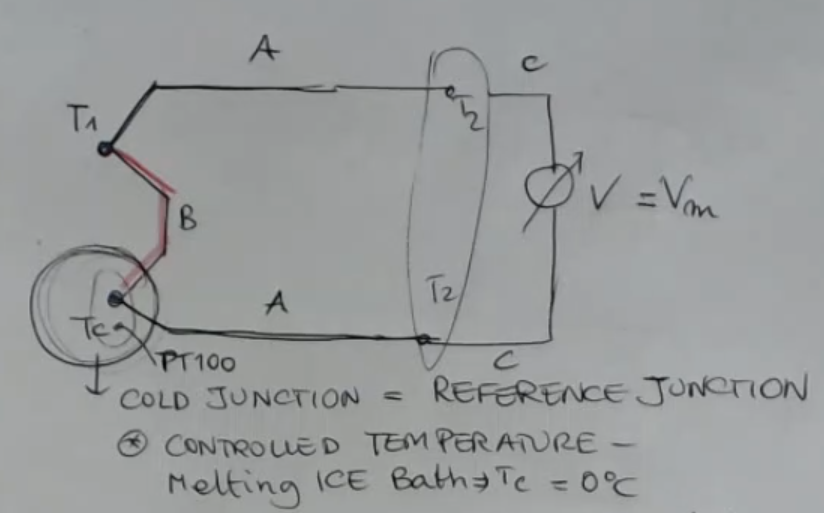 A
C
T1
T2
B
V = Vm
T2
A
Tc
PT100
C
COLD JUNCTION = REFERENCE JUNCTION
⊛ CONTROLLED TEMPERATURE -
Melting ICE Bath ⇒ Tc = 0°C